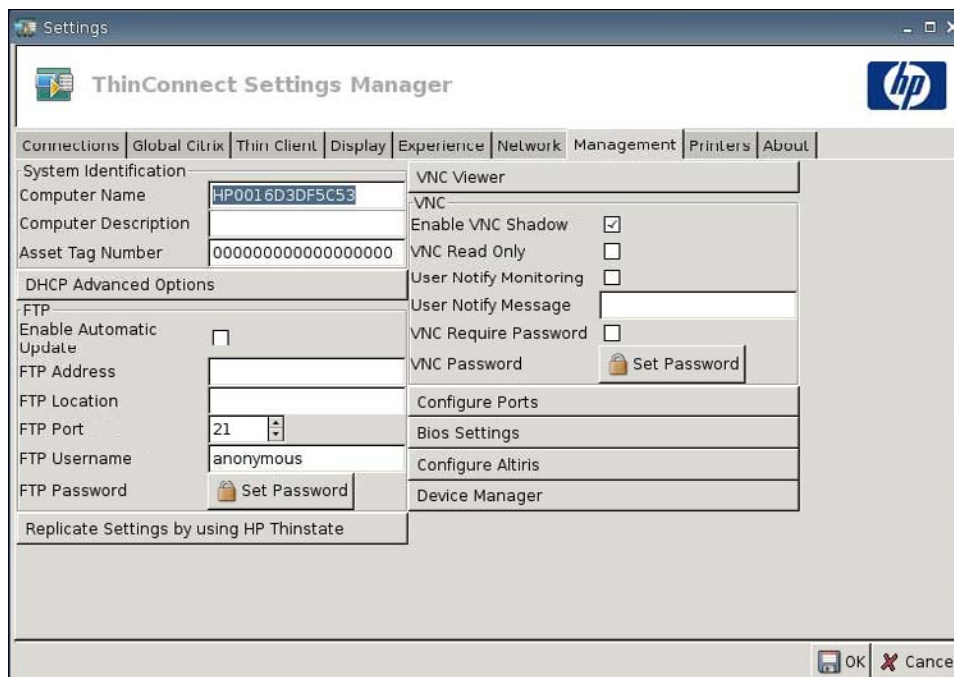 Settings
ThinConnect Settings Manager
hp
Connections Global Citrix Thin Client Display Experience Network Management Printers About
System Identification
Computer Name HP0016D3DF5C53
Computer Description
Asset Tag Number 000000000000000000
DHCP Advanced Options
FTP
Enable Automatic
Update
FTP Address
FTP Location
FTP Port 21
FTP Username anonymous
FTP Password Set Password
Replicate Settings by using HP Thinstate
VNC Viewer
VNC
Enable VNC Shadow
VNC Read Only
User Notify Monitoring
User Notify Message
VNC Require Password
VNC Password Set Password
Configure Ports
Bios Settings
Configure Altiris
Device Manager
OK Cance